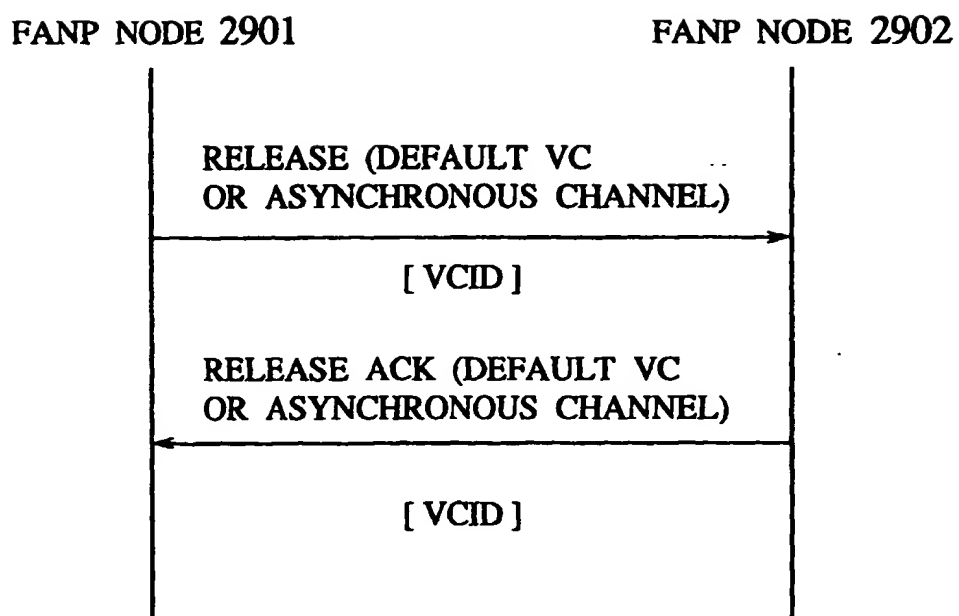 FANP NODE 2901
FANP NODE 2902
RELEASE (DEFAULT VC
OR ASYNCHRONOUS CHANNEL)
[ VCID ]
RELEASE ACK (DEFAULT VC
OR ASYNCHRONOUS CHANNEL)
[ VCID ]